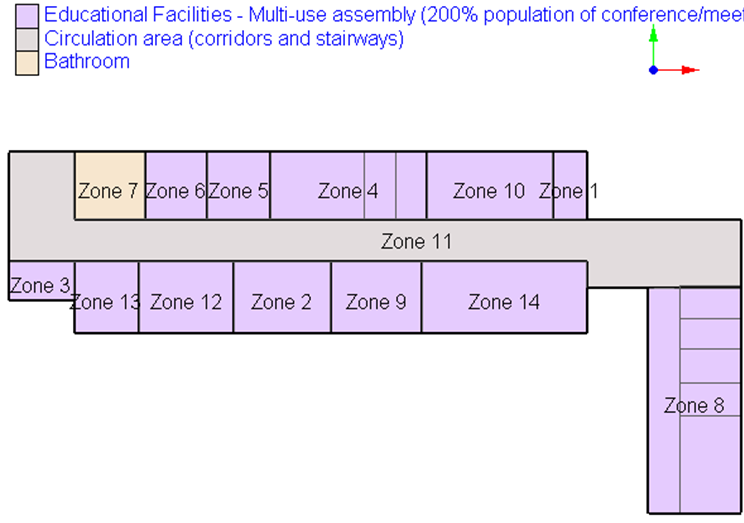 Educational Facilities - Multi-use assembly (200% population of conference/meet
Circulation area (corridors and stairways)
Bathroom
Zone 7
Zone 6
Zone 5
Zone 4
Zone 10
Zone 1
Zone 11
Zone 3
Zone 13
Zone 12
Zone 2
Zone 9
Zone 14
Zone 8